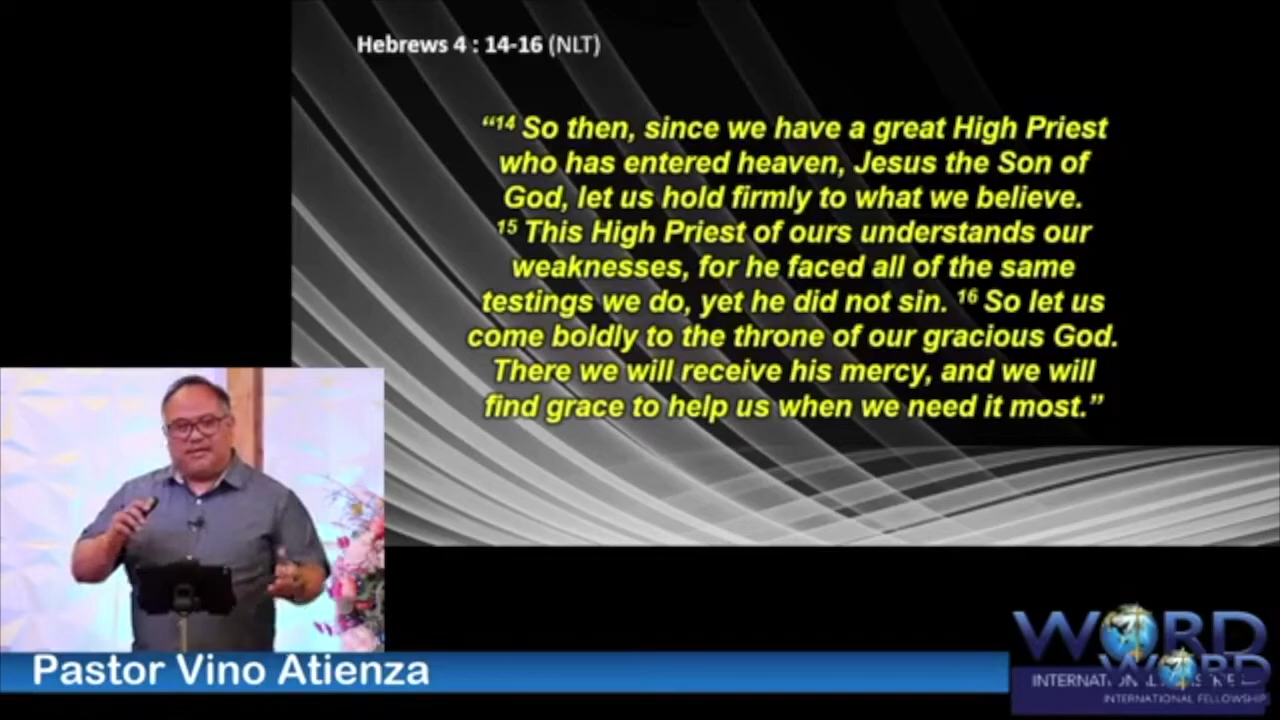 Hebrews 4 : 14-16 (NLT)
“14 So then, since we have a great High Priest
who has entered heaven, Jesus the Son of
God, let us hold firmly to what we believe.
15 This High Priest of ours understands our
weaknesses, for he faced all of the same
testings we do, yet he did not sin. 16 So let us
come boldly to the throne of our gracious God.
There we will receive his mercy, and we will
find grace to help us when we need it most.”
Pastor Vino Atienza
WORD
WORD
INTERNATIONAL FELLOWSHIP